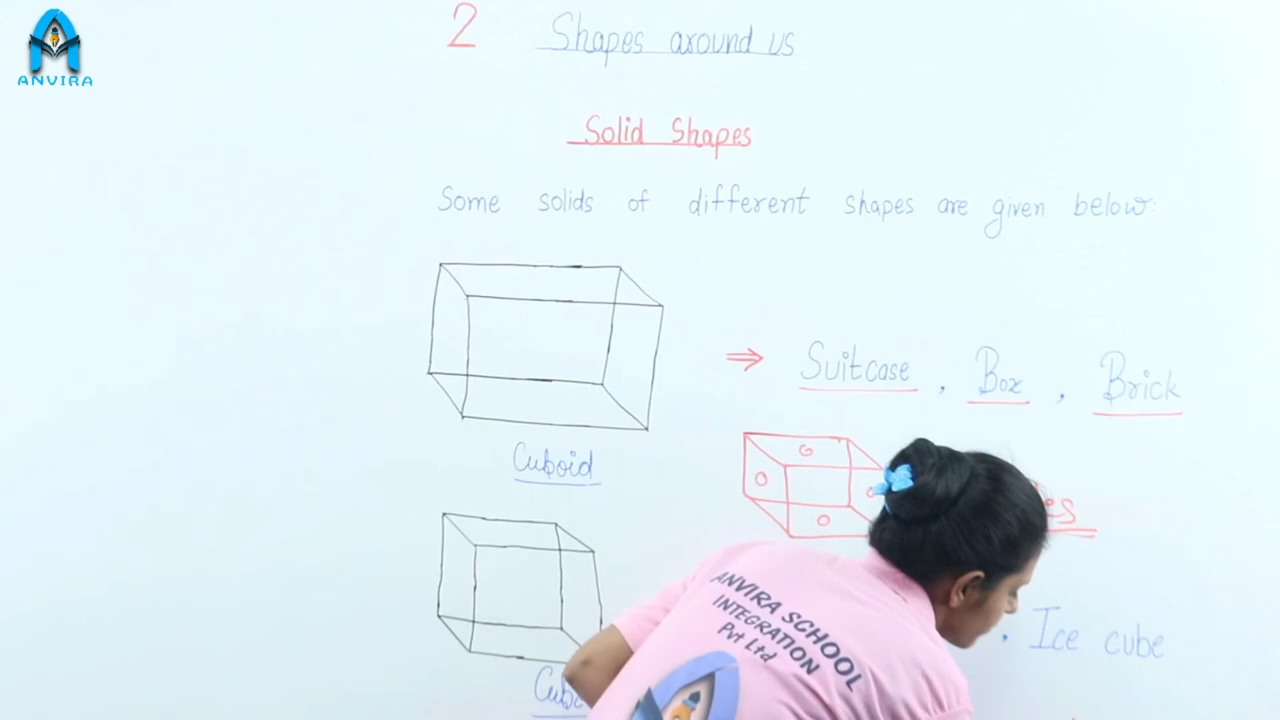 ANVIRA
2 Shapes around us
Solid Shapes
Some solids of different shapes are given below:
⇒ Suitcase , Box , Brick
Cuboid
Ice cube
ANVIRA SCHOOL
INTEGRATION
Pvt Ltd